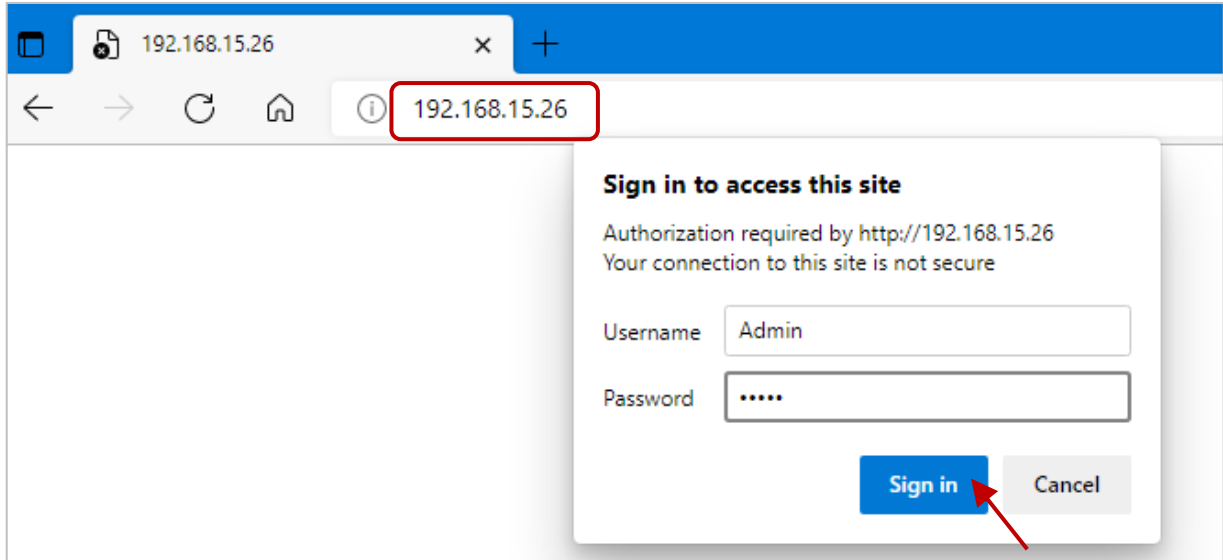 192.168.15.26
192.168.15.26
Sign in to access this site
Authorization required by http://192.168.15.26
Your connection to this site is not secure
Username Admin
Password •••••
Sign in Cancel